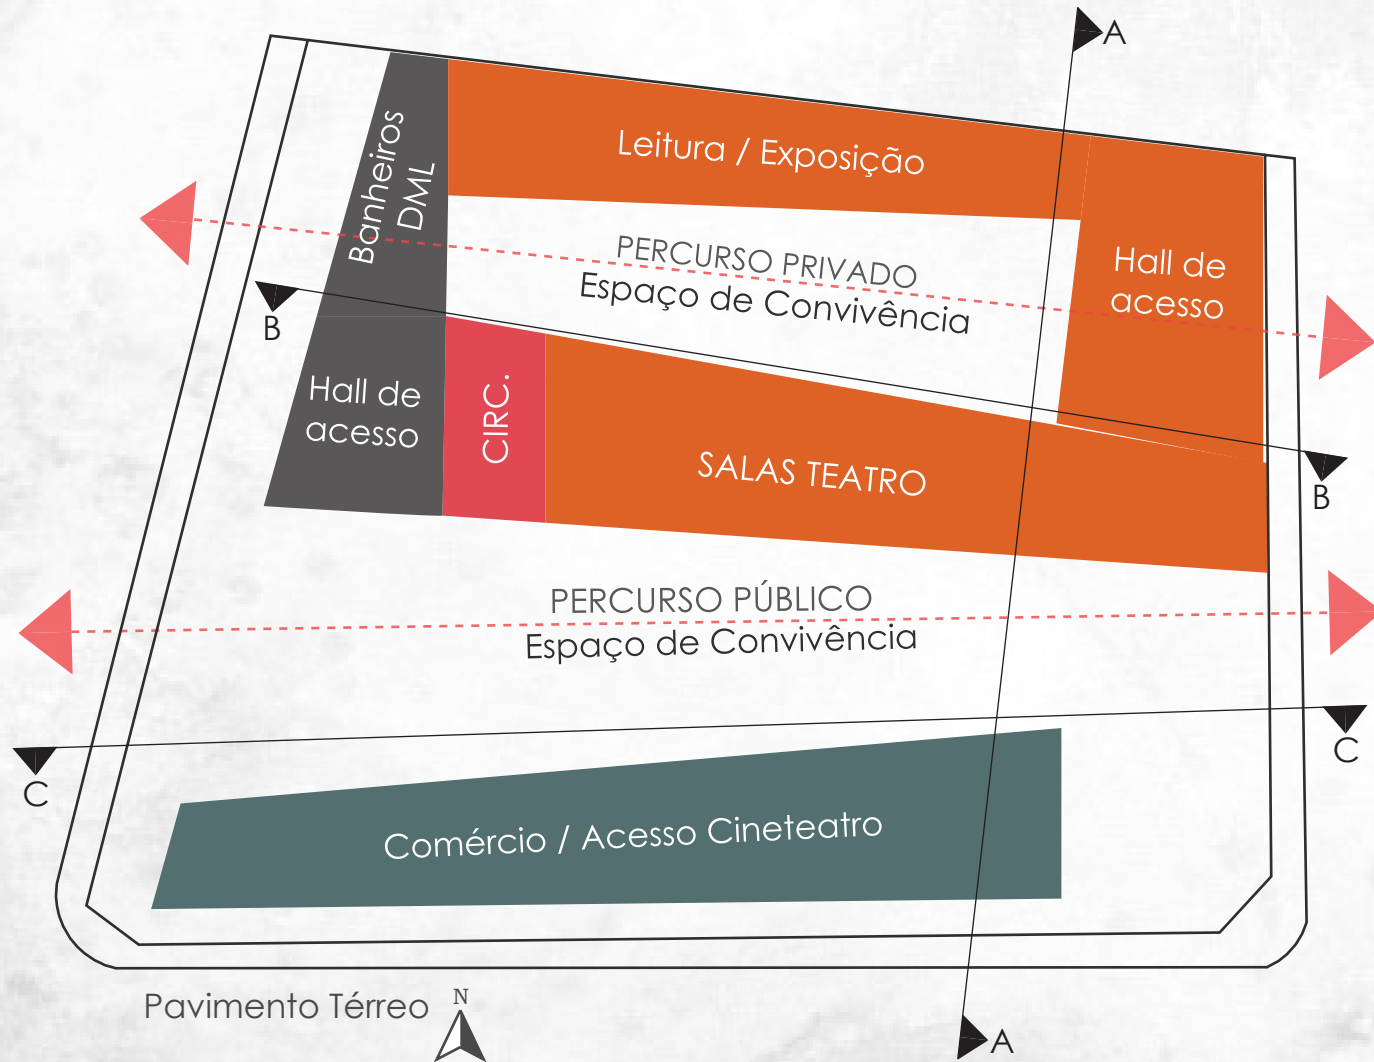 A
Banheiros
DML
Leitura / Exposição
PERCURSO PRIVADO
Espaço de Convivência
Hall de
acesso
B
Hall de
acesso
CIRC.
SALAS TEATRO
B
PERCURSO PÚBLICO
Espaço de Convivência
C
C
Comércio / Acesso Cineteatro
Pavimento Térreo
N
A